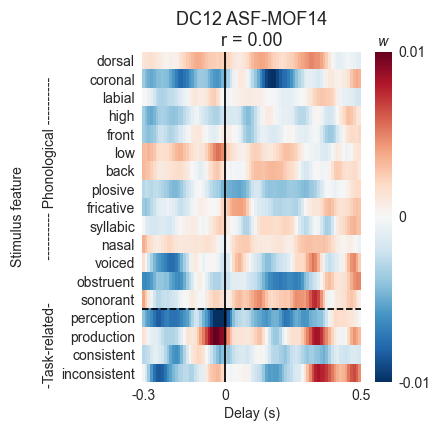 DC12 ASF-MOF14
r = 0.00
w
dorsal
coronal
labial
high
front
low
back
plosive
fricative
syllabic
nasal
voiced
obstruent
sonorant
perception
production
consistent
inconsistent
Stimulus feature
-Task-related- ---------- Phonological ----------
-0.3 0 0.5
Delay (s)
0.01
0
-0.01